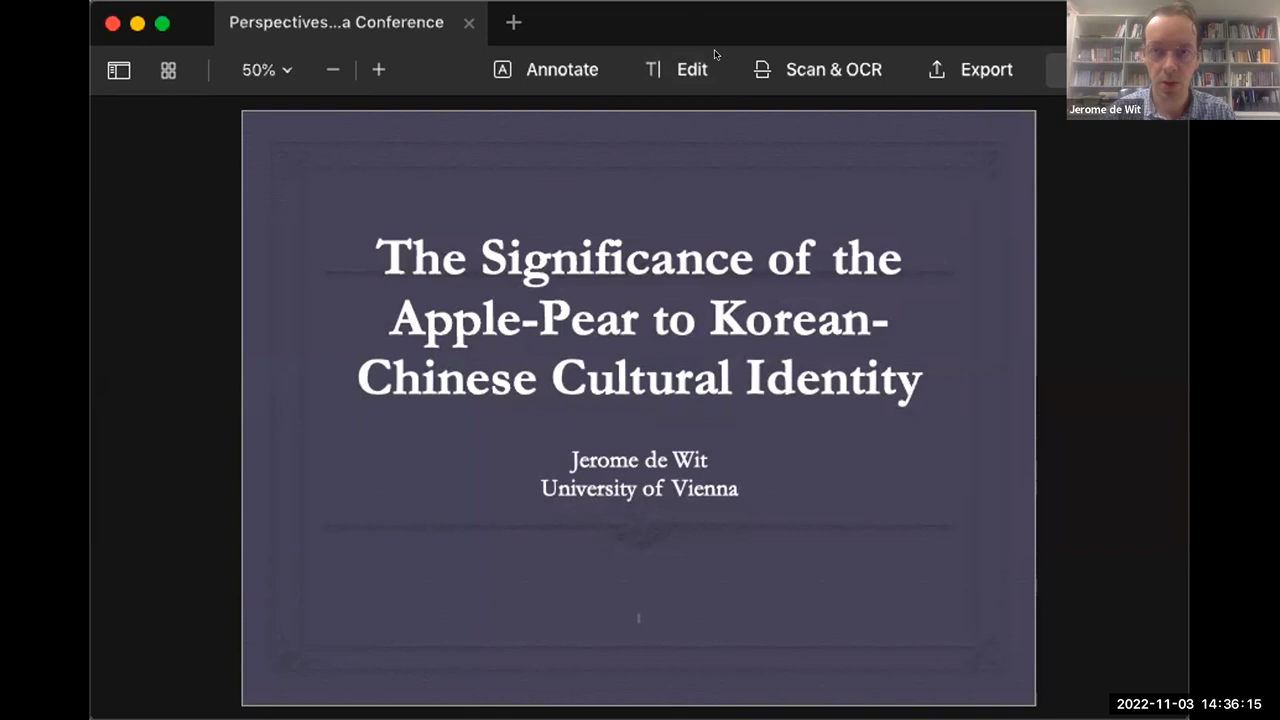 Perspectives...a Conference
50%
Annotate
Edit
Scan & OCR
Export
Jerome de Wit
The Significance of the
Apple-Pear to Korean-
Chinese Cultural Identity
Jerome de Wit
University of Vienna
1
2022-11-03 14:36:15